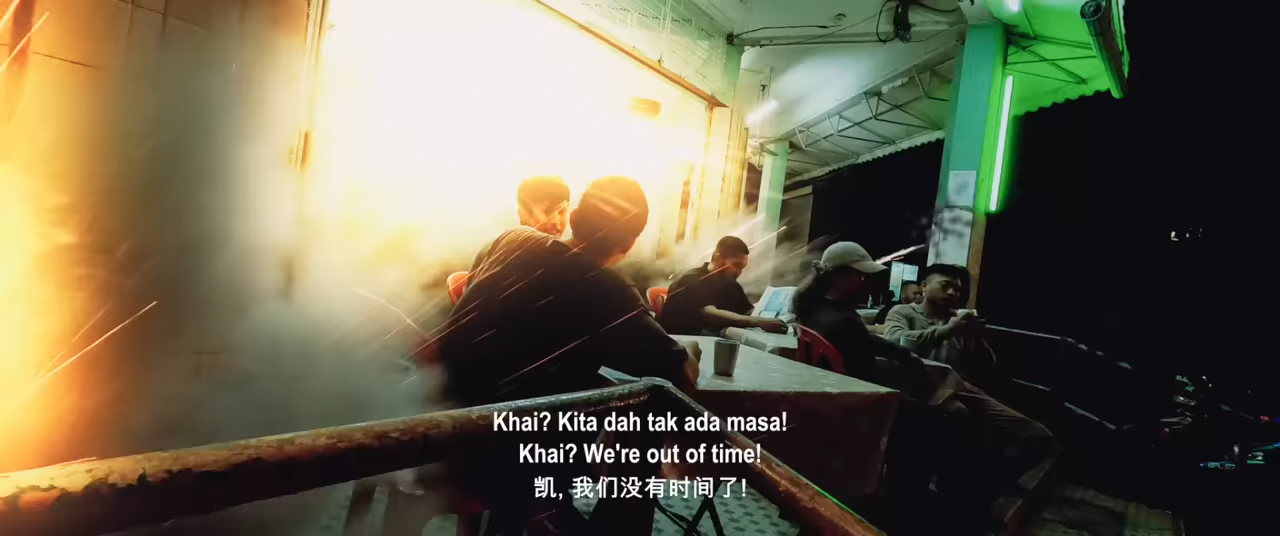 Khai? Kita dah tak ada masa!
Khai? We're out of time!
凯, 我们没有时间了!